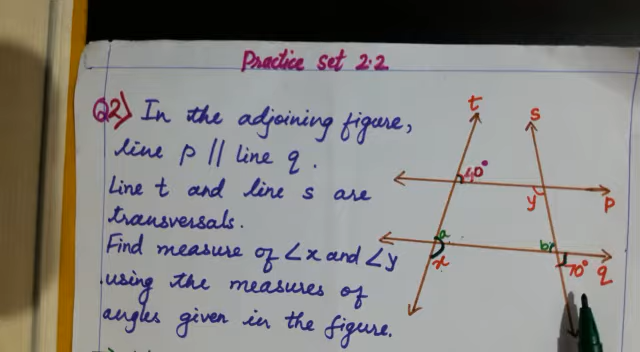 Practice set 2.2
Q2) In the adjoining figure,
line p || line q.
Line t and line s are
transversals.
Find measure of ∠x and ∠y
using the measures of
angles given in the figure.
t
s
40°
y
p
a
b
x
70°
q